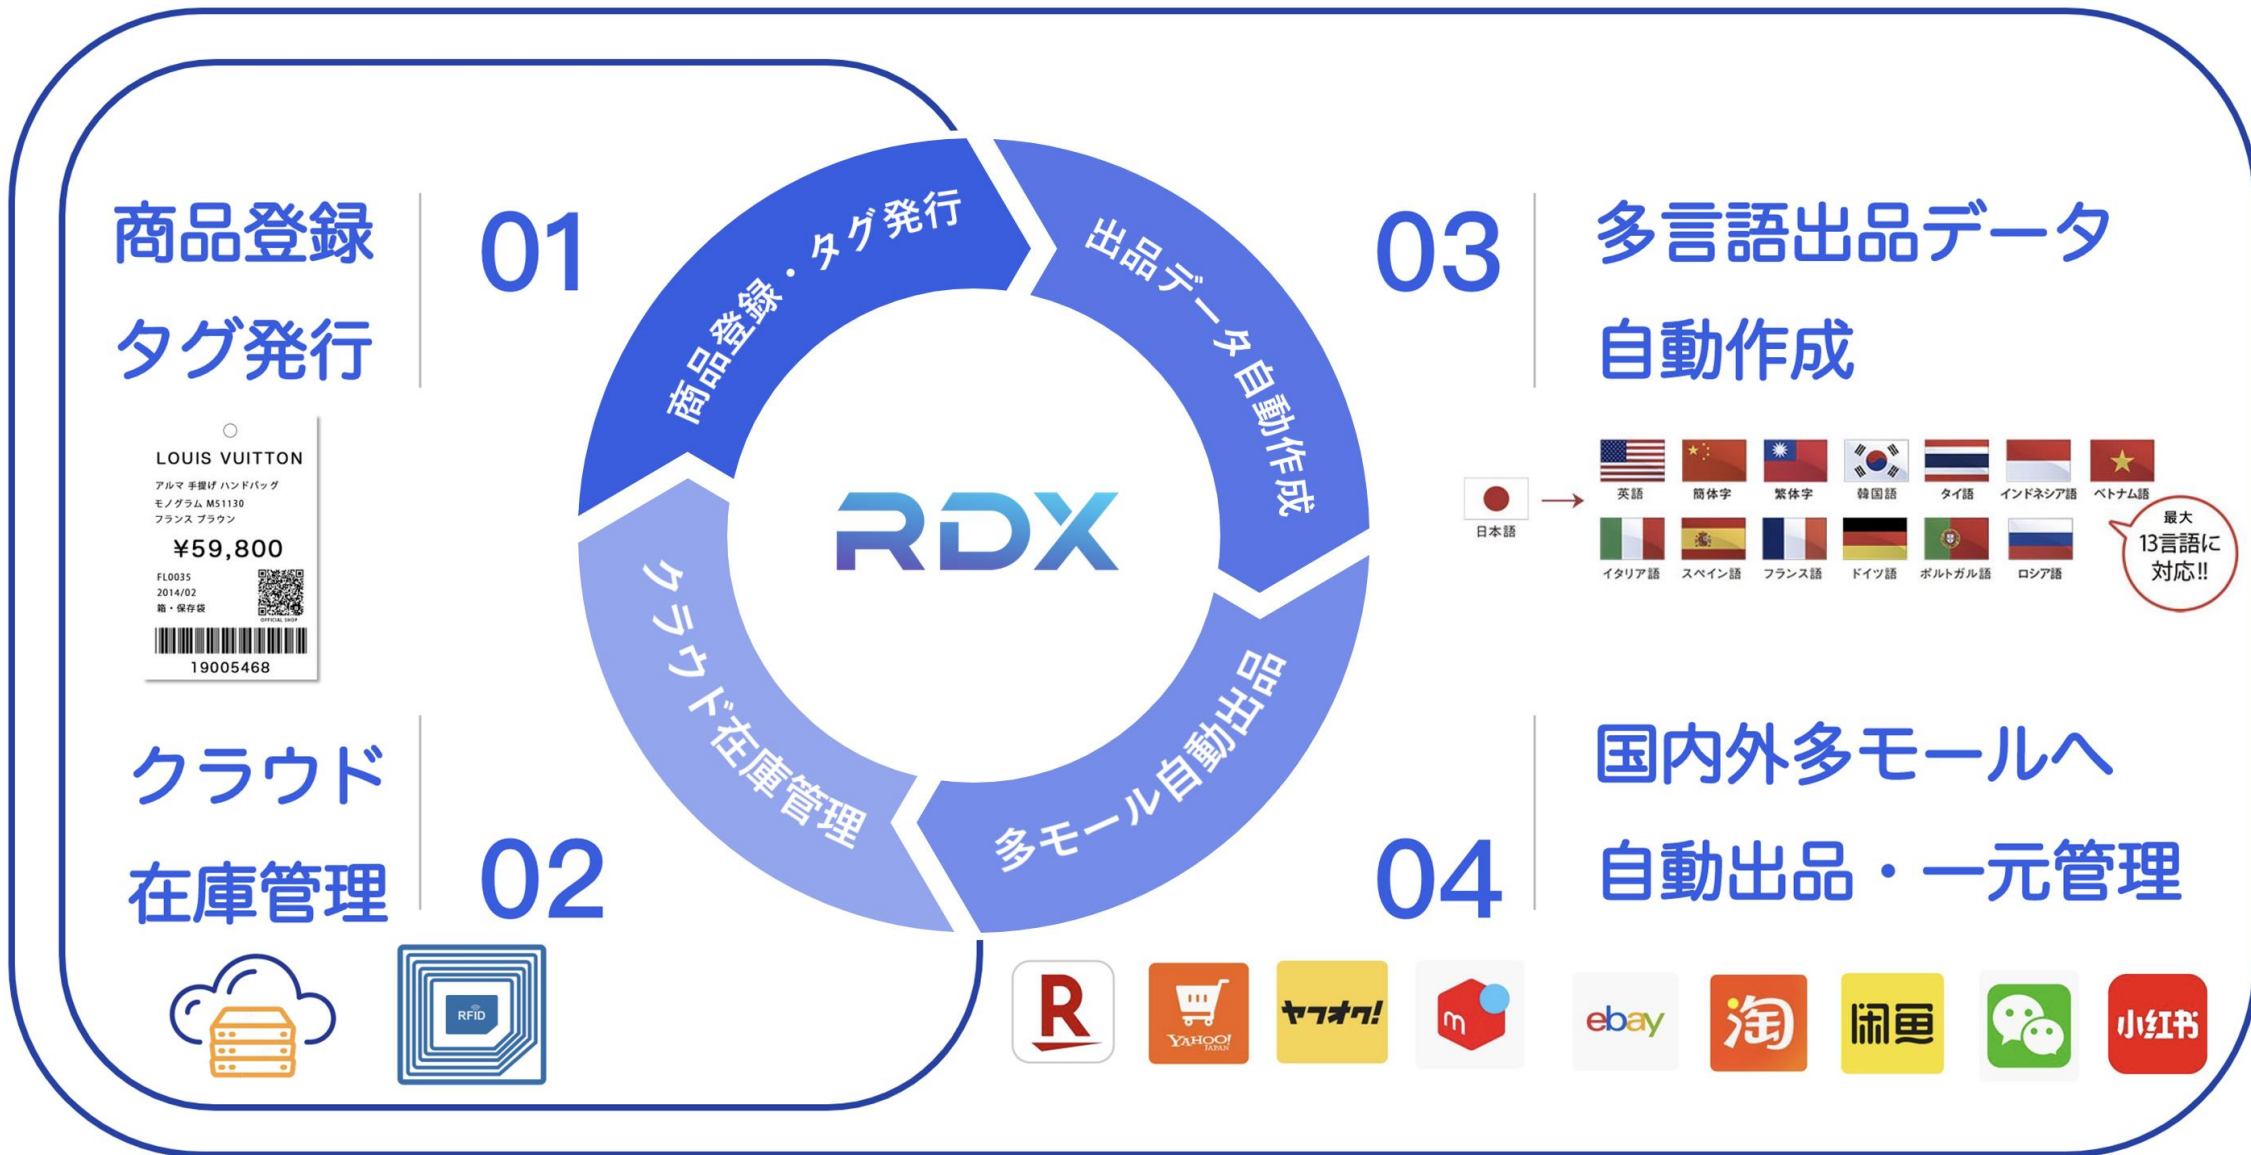 商品登録
タグ発行
01
LOUIS VUITTON
アルマ 手提げ ハンドバッグ
モノグラム M51130
フランス ブラウン
¥59,800
FL0035
2014/02
箱・保存袋
OFFICIAL SHOP
19005468
クラウド
在庫管理
02
RFID
商品登録・タグ発行
出品データ自動作成
多モール自動出品
クラウド在庫管理
RDX
03
多言語出品データ
自動作成
日本語
英語 簡体字 繁体字 韓国語 タイ語 インドネシア語 ベトナム語
イタリア語 スペイン語 フランス語 ドイツ語 ポルトガル語 ロシア語
最大
13言語に
対応!!
04
国内外多モールへ
自動出品・一元管理
R
YAHOO!
JAPAN
ヤフオク!
m
ebay
淘
闲鱼
小红书